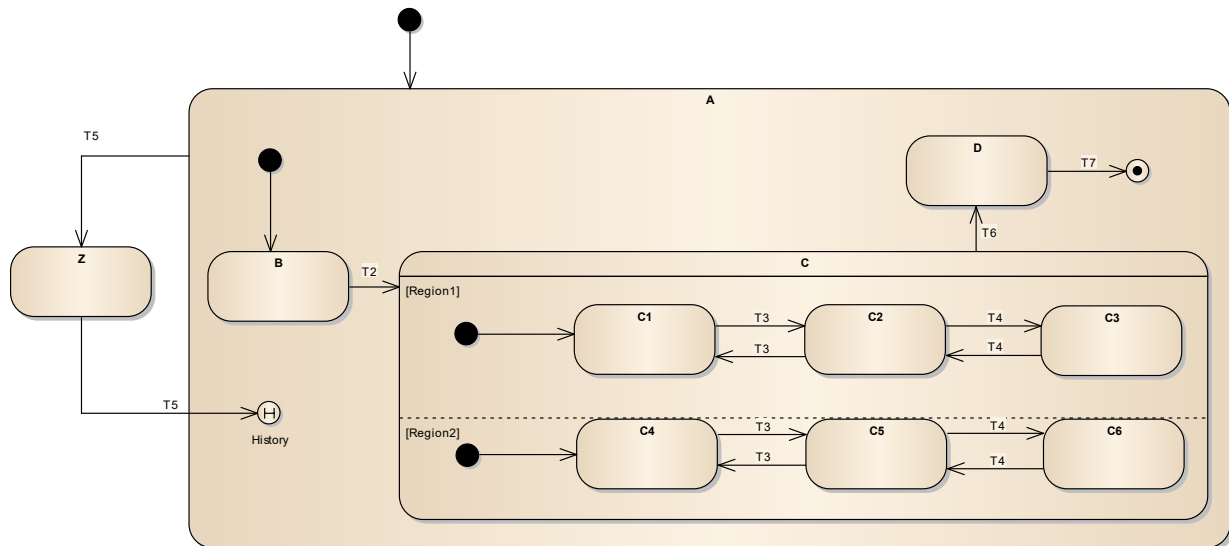 A
T5
D
T7
T6
Z
B
T2
C
[Region1]
C1
T3
C2
T4
C3
T3
T4
T5
H
History
[Region2]
C4
T3
C5
T4
C6
T3
T4